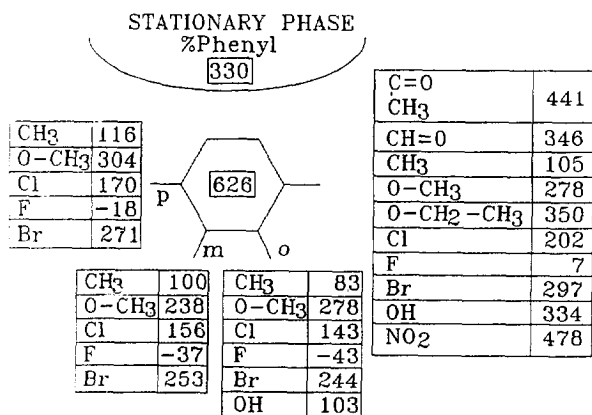 STATIONARY PHASE
%Phenyl
330
C=O
CH3 441
CH=O 346
CH3 105
O-CH3 278
O-CH2-CH3 350
Cl 202
F 7
Br 297
OH 334
NO2 478
CH3 116
O-CH3 304
Cl 170
F -18
Br 271
626
p
m o
CH3 100
O-CH3 238
Cl 156
F -37
Br 253
CH3 83
O-CH3 278
Cl 143
F -43
Br 244
OH 103